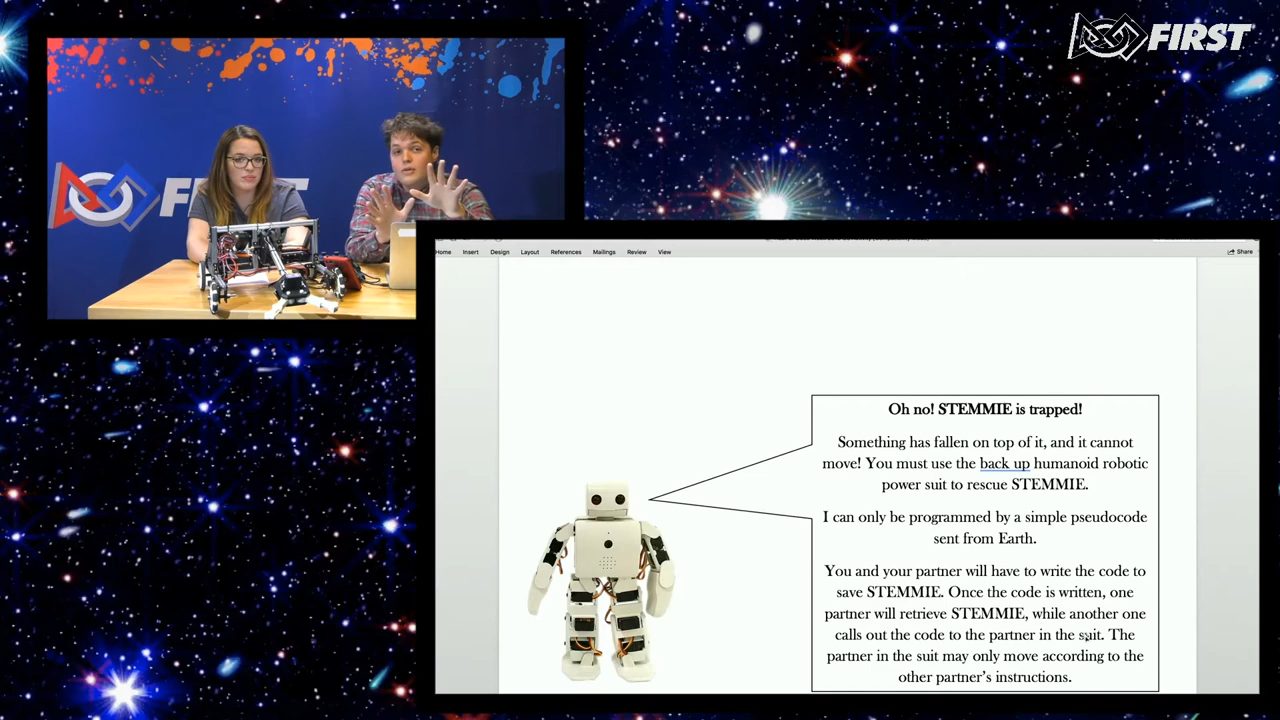 FIRST
F
Home Insert Design Layout References Mailings Review View Share
Oh no! STEMMIE is trapped!
Something has fallen on top of it, and it cannot
move! You must use the back up humanoid robotic
power suit to rescue STEMMIE.
I can only be programmed by a simple pseudocode
sent from Earth.
You and your partner will have to write the code to
save STEMMIE. Once the code is written, one
partner will retrieve STEMMIE, while another one
calls out the code to the partner in the suit. The
partner in the suit may only move according to the
other partner's instructions.